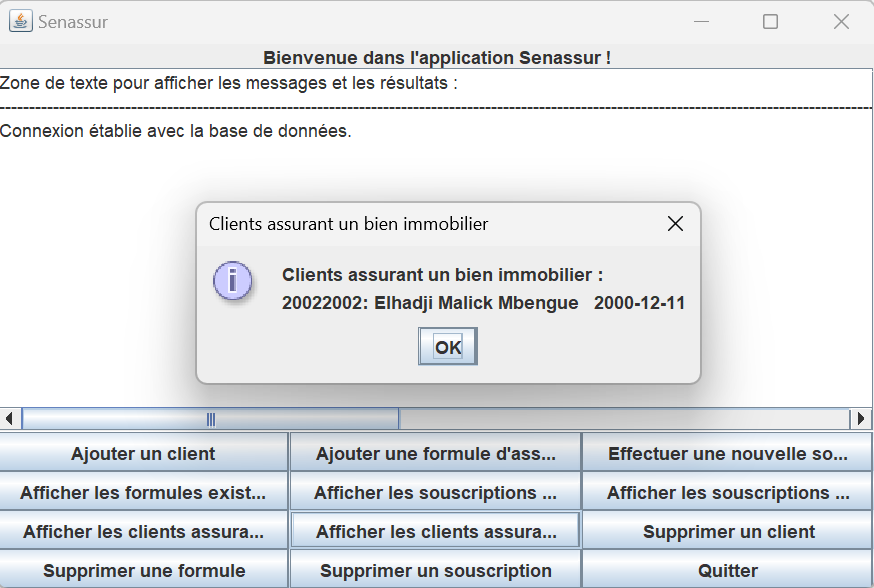 Senassur
Bienvenue dans l'application Senassur !
Zone de texte pour afficher les messages et les résultats :
Connexion établie avec la base de données.
Clients assurant un bien immobilier
Clients assurant un bien immobilier :
20022002: Elhadji Malick Mbengue   2000-12-11
OK
Ajouter un client
Ajouter une formule d'ass...
Effectuer une nouvelle so...
Afficher les formules exist...
Afficher les souscriptions ...
Afficher les souscriptions ...
Afficher les clients assura...
Afficher les clients assura...
Supprimer un client
Supprimer une formule
Supprimer un souscription
Quitter